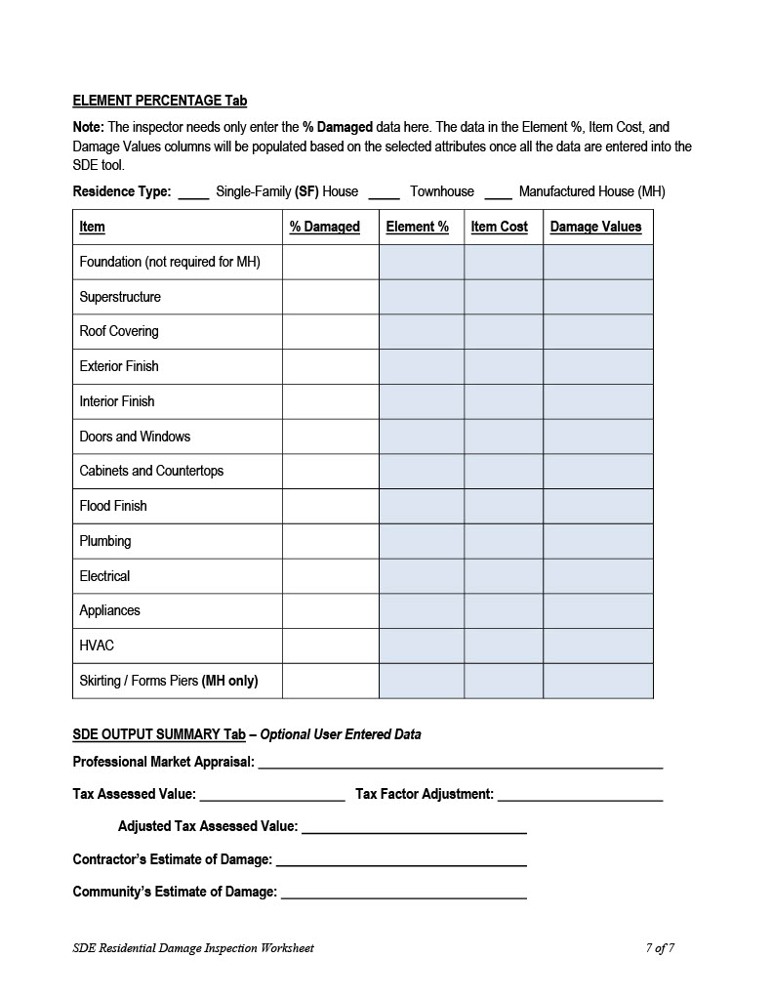 ELEMENT PERCENTAGE Tab
Note: The inspector needs only enter the % Damaged data here. The data in the Element %, Item Cost, and
Damage Values columns will be populated based on the selected attributes once all the data are entered into the
SDE tool.
Residence Type: ____ Single-Family (SF) House ____ Townhouse ____ Manufactured House (MH)
Item % Damaged Element % Item Cost Damage Values
Foundation (not required for MH)
Superstructure
Roof Covering
Exterior Finish
Interior Finish
Doors and Windows
Cabinets and Countertops
Flood Finish
Plumbing
Electrical
Appliances
HVAC
Skirting / Forms Piers (MH only)
SDE OUTPUT SUMMARY Tab – Optional User Entered Data
Professional Market Appraisal: ____
Tax Assessed Value: ____ Tax Factor Adjustment: ____
Adjusted Tax Assessed Value: ____
Contractor’s Estimate of Damage: ____
Community’s Estimate of Damage: ____
SDE Residential Damage Inspection Worksheet 7 of 7